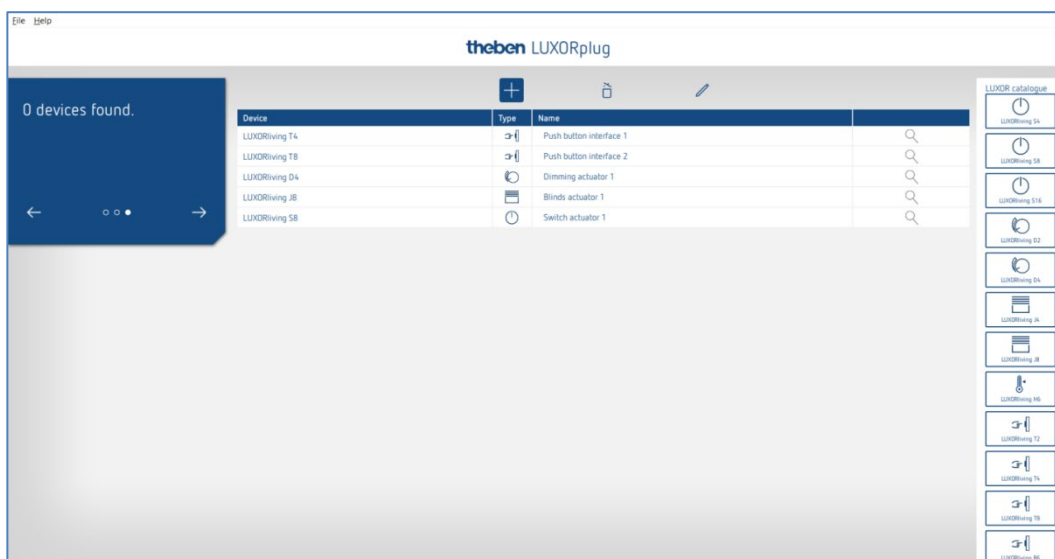 File Help
theben LUXORplug
0 devices found.
Device Type Name
LUXORliving T4 Push button interface 1
LUXORliving T8 Push button interface 2
LUXORliving D4 Dimming actuator 1
LUXORliving J8 Blinds actuator 1
LUXORliving S8 Switch actuator 1
LUXOR catalogue
LUXORliving S4
LUXORliving S8
LUXORliving S16
LUXORliving D2
LUXORliving D4
LUXORliving J4
LUXORliving J8
LUXORliving H6
LUXORliving T2
LUXORliving T4
LUXORliving T8
LUXORliving B6